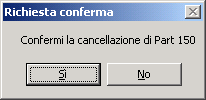 Richiesta conferma
Confermi la cancellazione di Part 150
Sì
No